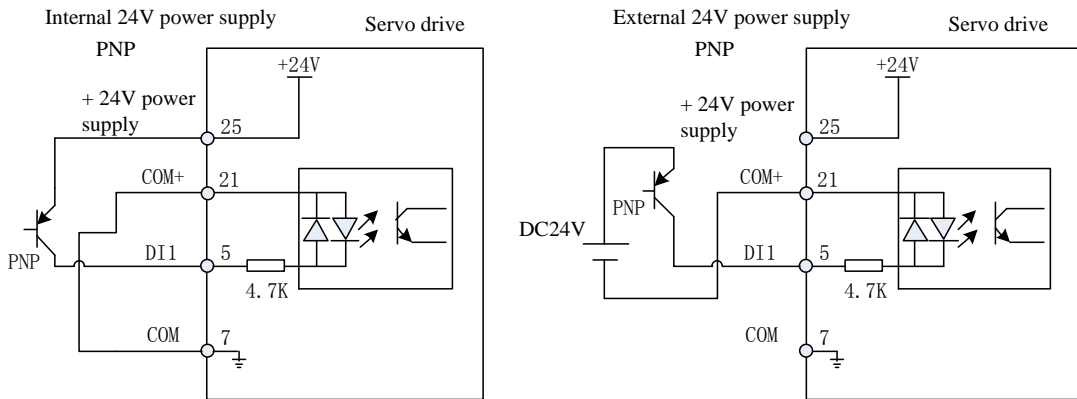 Internal 24V power supply
PNP
Servo drive
+24V
+ 24V power
supply
25
COM+
21
PNP
DI1
5
4.7K
COM
7
External 24V power supply
PNP
Servo drive
+24V
+ 24V power
supply
25
COM+
21
PNP
DC24V
DI1
5
4.7K
COM
7